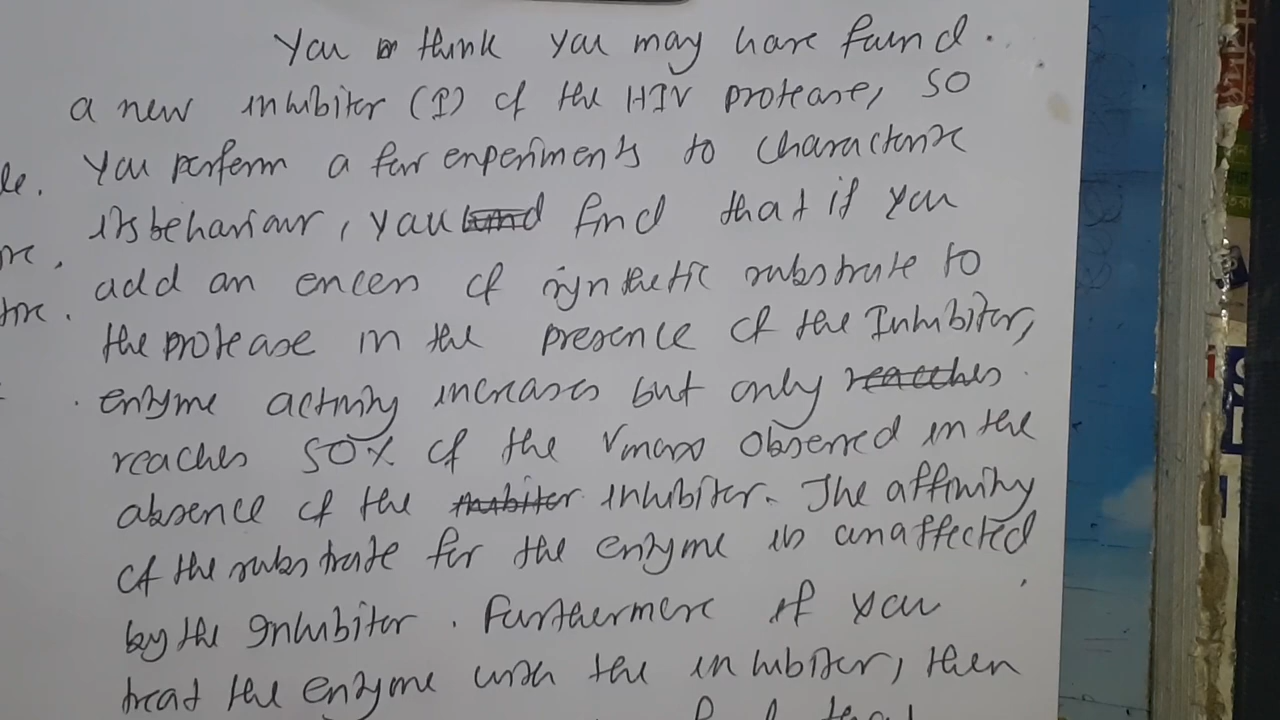 You think you may have found.
a new inhibitor (I) of the HIV protease, so
you perform a few experiments to characterise
its behaviour, you find that if you
add an excess of synthetic substrate to
the protease in the presence of the Inhibitor,
enzyme activity increases but only reaches
reaches 50% of the Vmax observed in the
absence of the inhibiter inhibitor. The affinity
of the substrate for the enzyme is unaffected
by the Inhibitor. Furthermore if you
treat the enzyme with the inhibitor, then